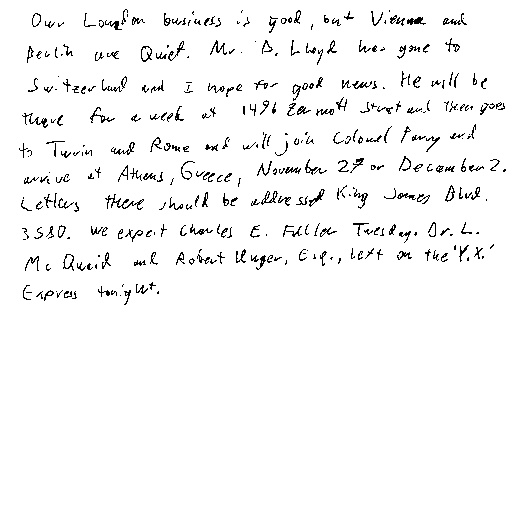 Our London business is good, but Vienna and
Berlin are Quiet. Mr. D. Lloyd has gone to
Switzerland and I hope for good news. He will be
there for a week at 1496 Zermott Street and then goes
to Turin and Rome and will join Colonel Parry and
arrive at Athens, Greece, November 27 or December 2.
Letters there should be addressed King James Blvd.
3580. We expect Charles E. Fuller Tuesday. Dr. L.
McQuaid and Robert Unger, Esq., left on the 'Y.X.'
Express tonight.